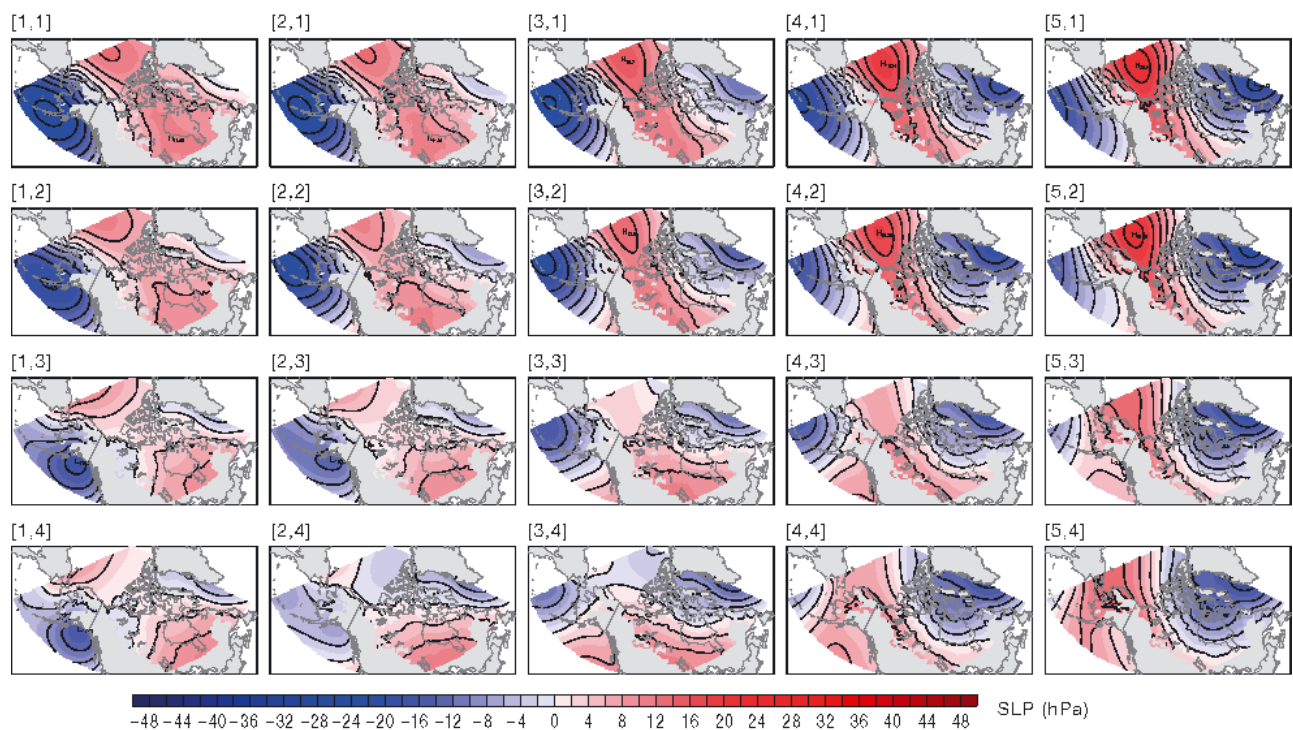 [1,1] [2,1] [3,1] [4,1] [5,1]
[1,2] [2,2] [3,2] [4,2] [5,2]
[1,3] [2,3] [3,3] [4,3] [5,3]
[1,4] [2,4] [3,4] [4,4] [5,4]
-48 -44 -40 -36 -32 -28 -24 -20 -16 -12 -8 -4 0 4 8 12 16 20 24 28 32 36 40 44 48 SLP (hPa)